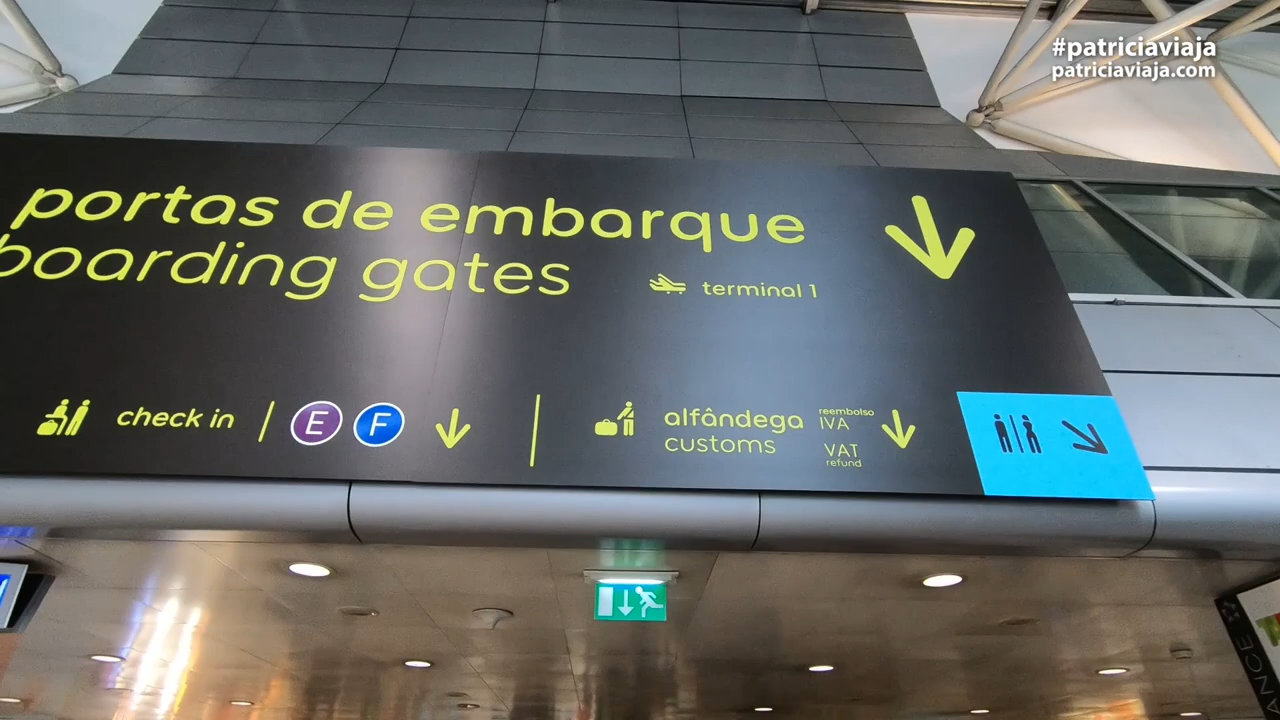 #patriciaviaja
patriciaviaja.com
portas de embarque
boarding gates
terminal 1
check in
E F
alfândega
customs
reembolso
IVA
VAT
refund